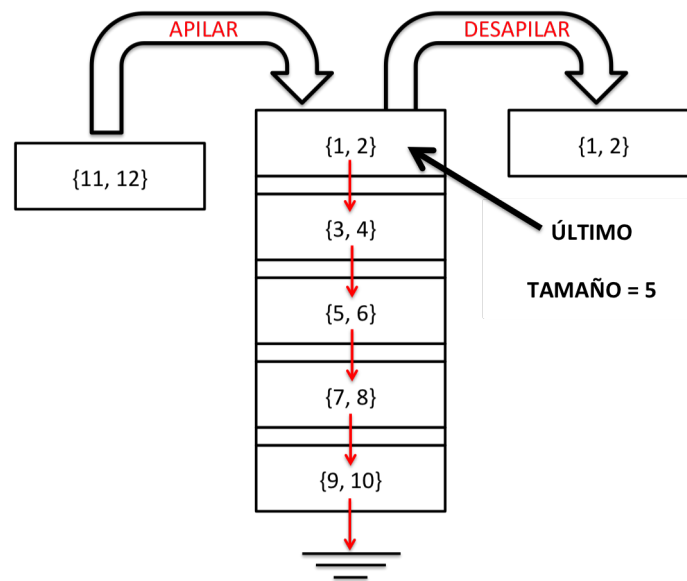 APILAR
DESAPILAR
{11, 12}
{1, 2}
{1, 2}
{3, 4}
ÚLTIMO
TAMAÑO = 5
{5, 6}
{7, 8}
{9, 10}